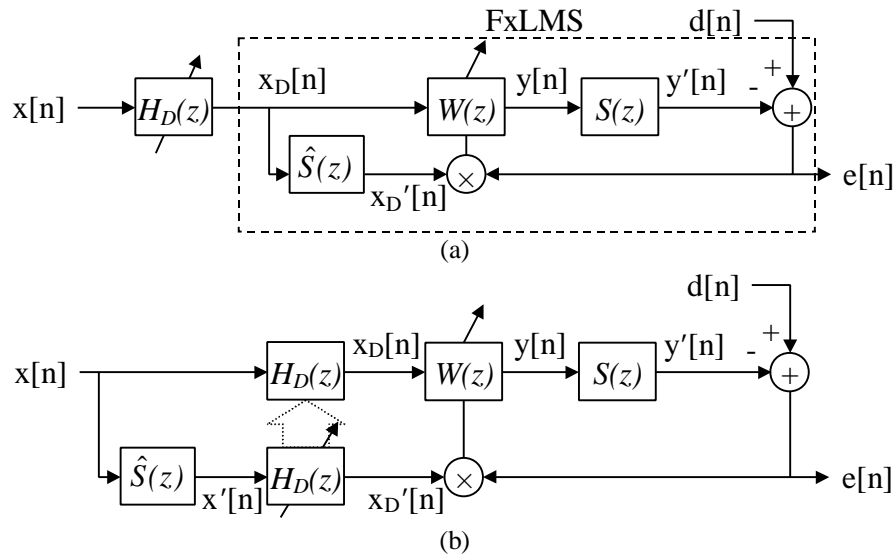 FxLMS
d[n]
x[n]
H_D(z)
x_D[n]
W(z)
y[n]
S(z)
y′[n]
+
-
+
Ŝ(z)
x_D′[n]
×
e[n]
(a)
d[n]
x[n]
H_D(z)
x_D[n]
W(z)
y[n]
S(z)
y′[n]
+
-
+
Ŝ(z)
x′[n]
H_D(z)
x_D′[n]
×
e[n]
(b)